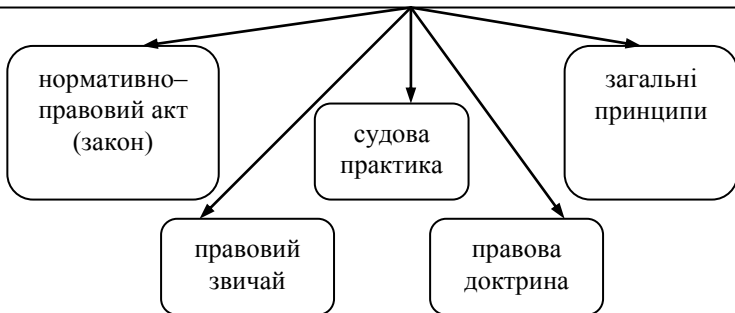 нормативно–
правовий акт
(закон)
судова
практика
загальні
принципи
правовий
звичай
правова
доктрина